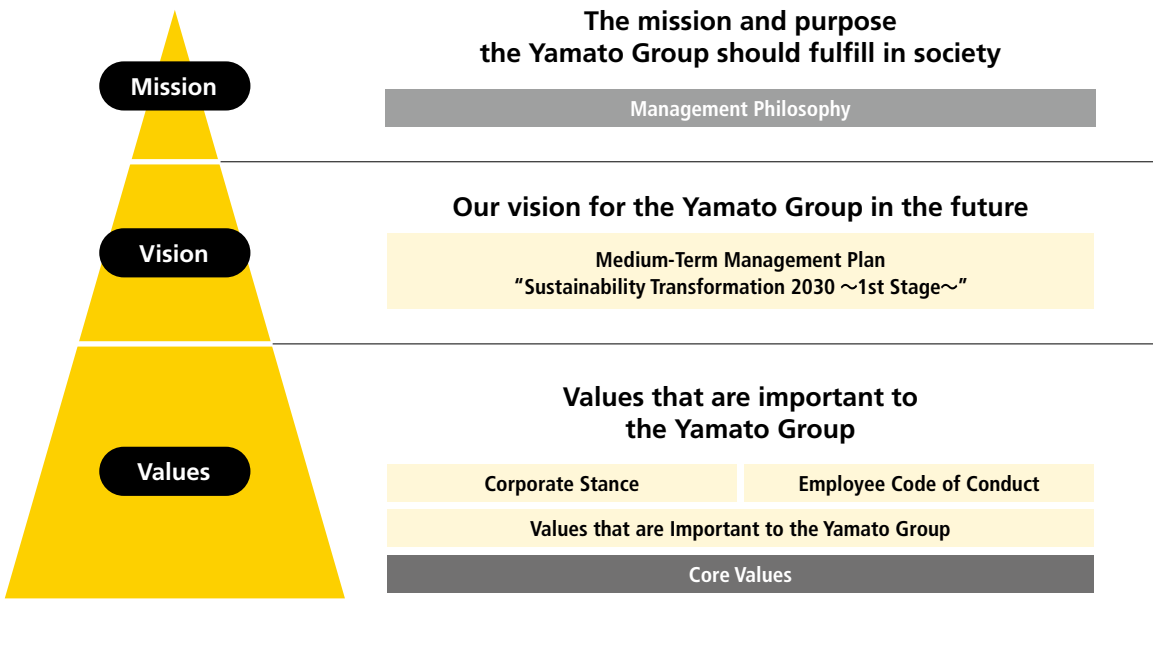 The mission and purpose
the Yamato Group should fulfill in society
Mission
Management Philosophy
Our vision for the Yamato Group in the future
Vision
Medium-Term Management Plan
“Sustainability Transformation 2030 〜1st Stage〜”
Values that are important to
the Yamato Group
Values
Corporate Stance
Employee Code of Conduct
Values that are Important to the Yamato Group
Core Values